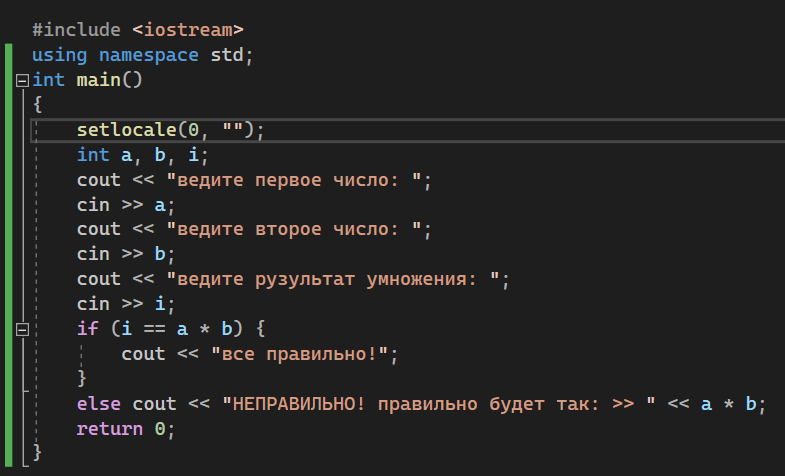 #include <iostream>
using namespace std;
int main()
{
    setlocale(0, "");
    int a, b, i;
    cout << "ведите первое число: ";
    cin >> a;
    cout << "ведите второе число: ";
    cin >> b;
    cout << "ведите рузультат умножения: ";
    cin >> i;
    if (i == a * b) {
        cout << "все правильно!";
    }
    else cout << "НЕПРАВИЛЬНО! правильно будет так: >> " << a * b;
    return 0;
}